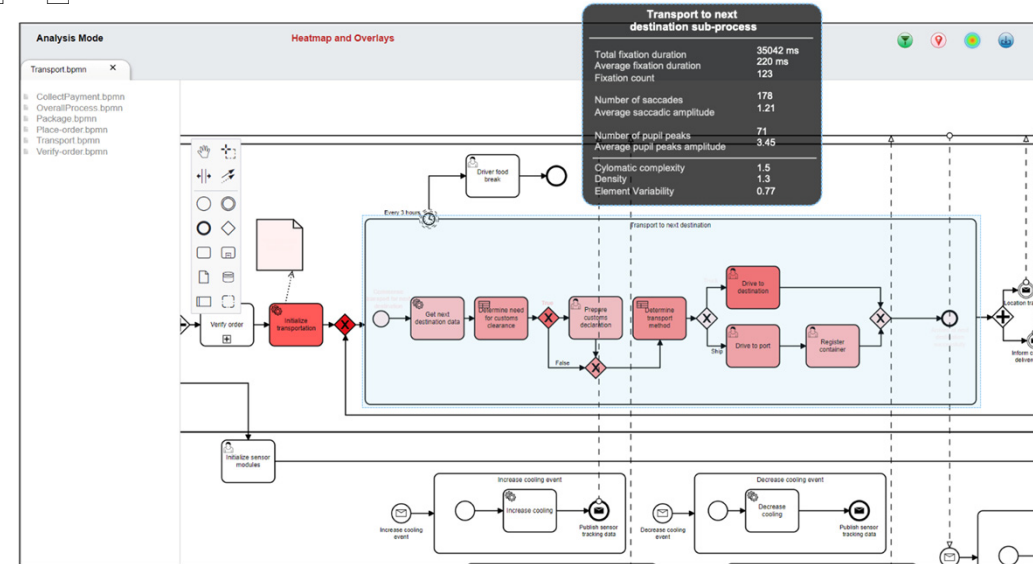 Analysis Mode
Heatmap and Overlays
Transport.bpmn
X
CollectPayment.bpmn
OverallProcess.bpmn
Package.bpmn
Place-order.bpmn
Transport.bpmn
Verify-order.bpmn
Transport to next
destination sub-process
Total fixation duration 35042 ms
Average fixation duration 220 ms
Fixation count 123
Number of saccades 178
Average saccadic amplitude 1.21
Number of pupil peaks 71
Average pupil peaks amplitude 3.45
Cylomatic complexity 1.5
Density 1.3
Element Variability 0.77
Driver food
break
Every 3 hours
Transport to next destination
Verify order
Initialize
transportation
Get next
destination data
Determine need
for customs
clearance
True
Prepare
customs
declaration
False
Determine
transport
method
Drive to
destination
Ship
Drive to port
Register
container
Location
Inform
Initialize sensor
modules
Increase cooling event
Increase cooling
event
Increase cooling
Publish sensor
tracking data
Decrease cooling event
Decrease cooling
event
Decrease
cooling
Publish sensor
tracking data